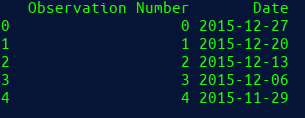 Observation Number Date
0 0 2015-12-27
1 1 2015-12-20
2 2 2015-12-13
3 3 2015-12-06
4 4 2015-11-29